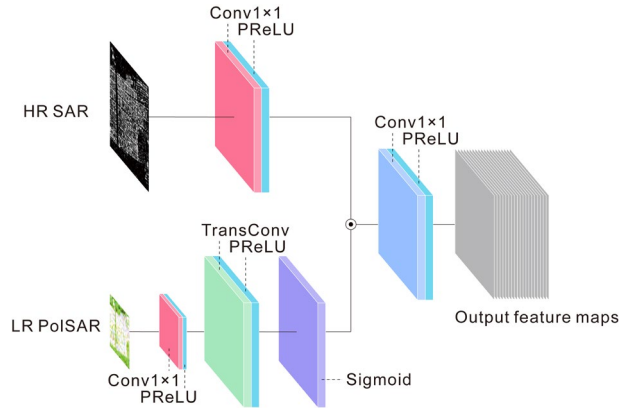 Conv1×1
PReLU
HR SAR
Conv1×1
PReLU
TransConv
PReLU
LR PolSAR
Output feature maps
Conv1×1
PReLU
Sigmoid